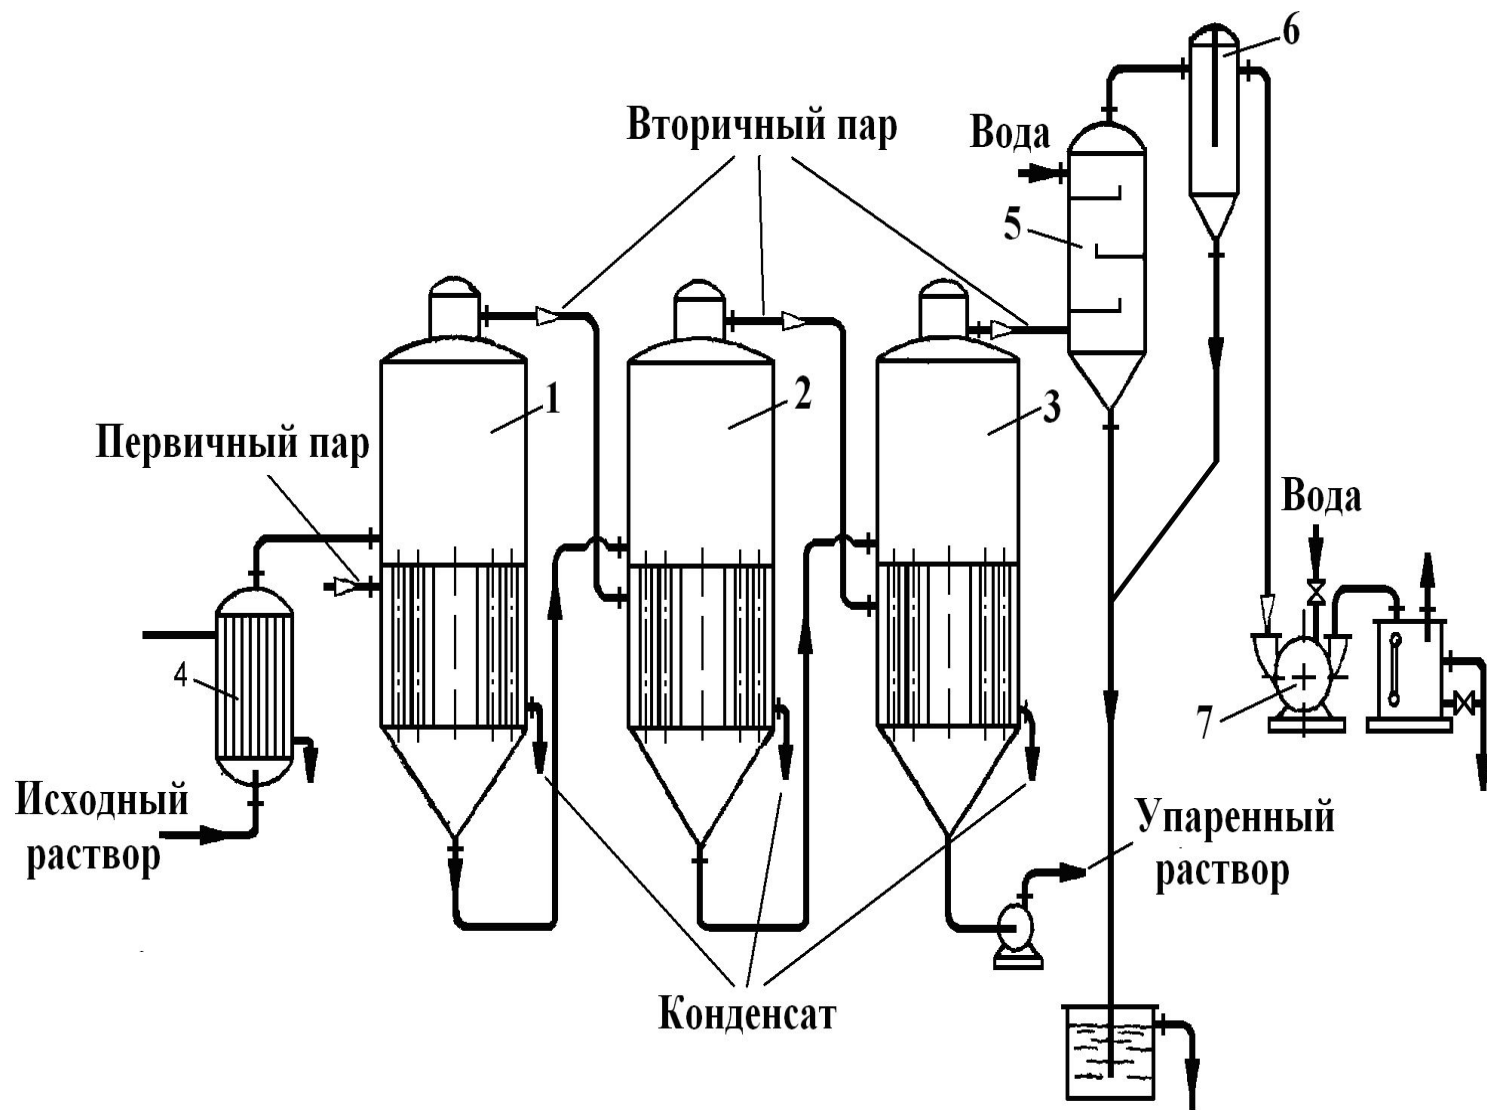 6
Вторичный пар
Вода
5
1
2
3
Первичный пар
Вода
4
7
Исходный
раствор
Упаренный
раствор
Конденсат